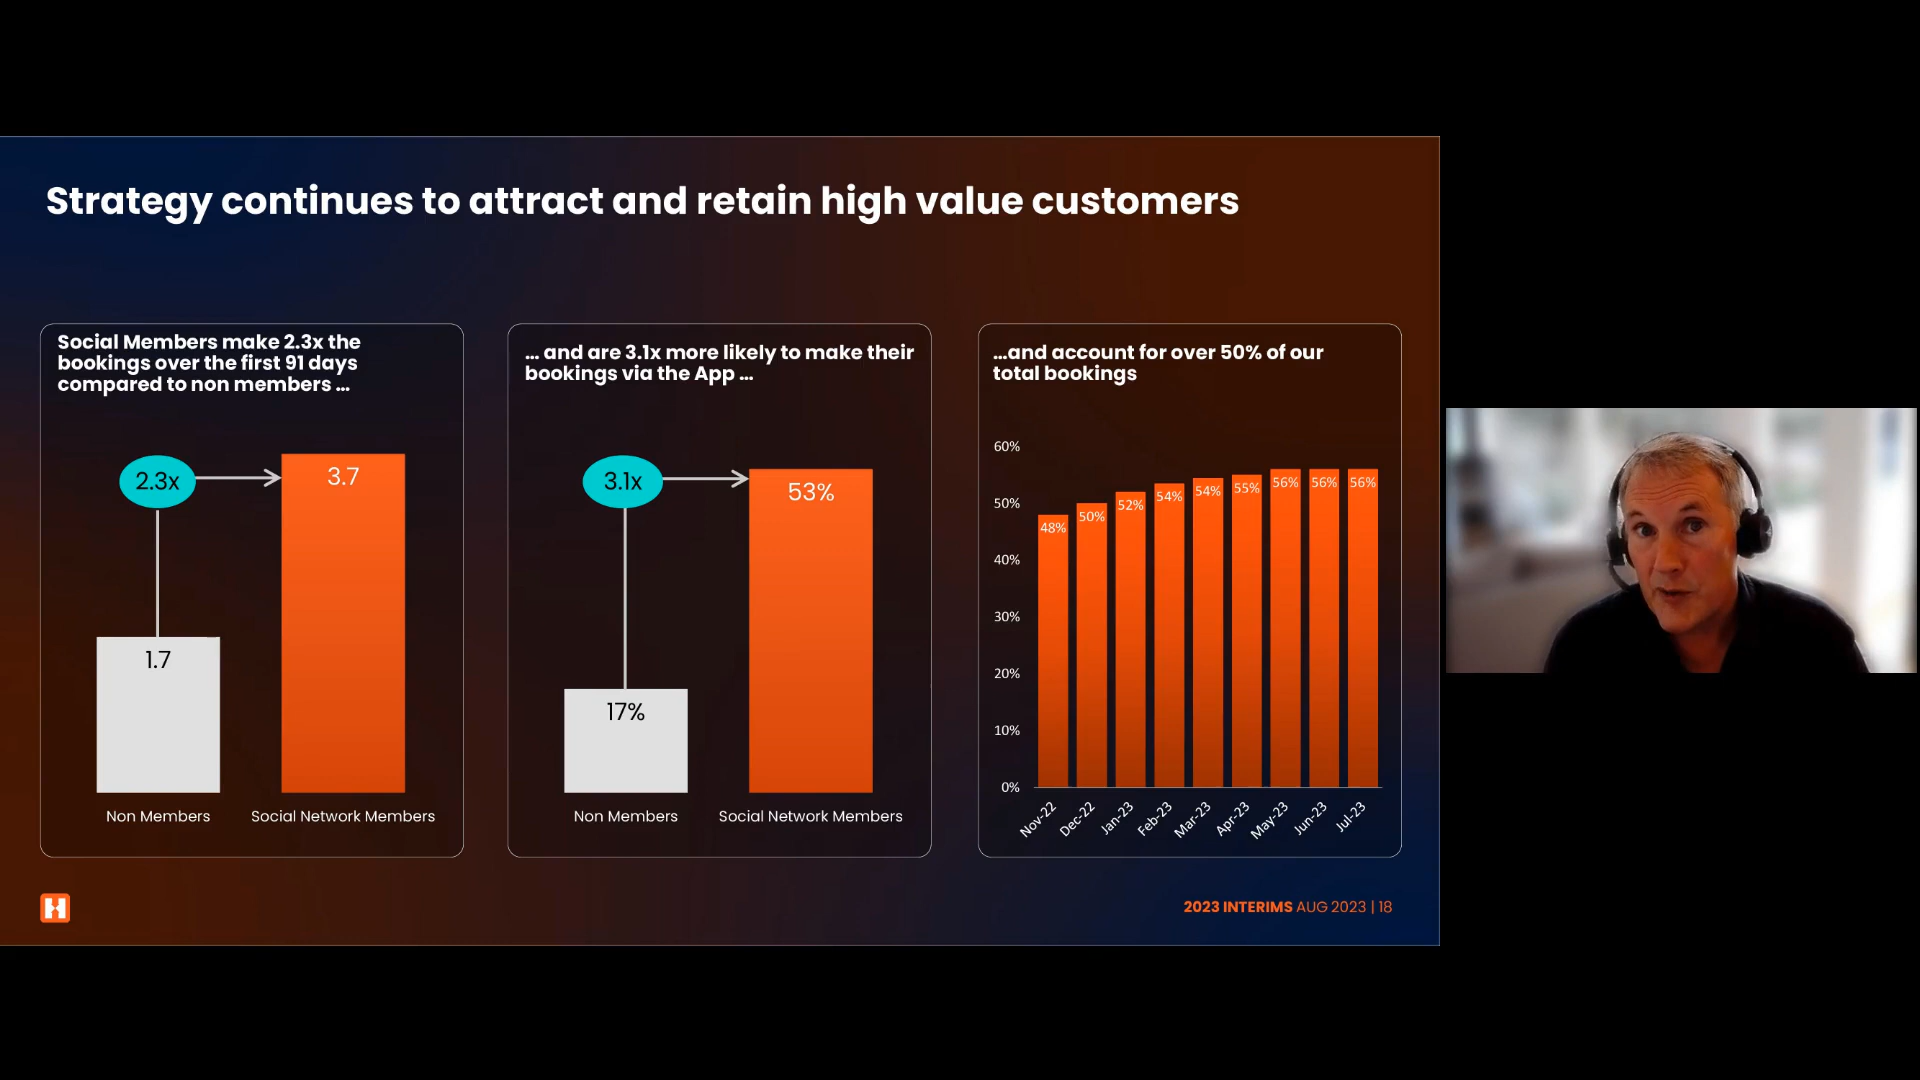 Strategy continues to attract and retain high value customers
Social Members make 2.3x the
bookings over the first 91 days
compared to non members ...
2.3x
3.7
1.7
Non Members
Social Network Members
... and are 3.1x more likely to make their
bookings via the App ...
3.1x
53%
17%
Non Members
Social Network Members
...and account for over 50% of our
total bookings
60%
50%
40%
30%
20%
10%
0%
48%
50%
52%
54%
54%
55%
56%
56%
56%
Nov-22
Dec-22
Jan-23
Feb-23
Mar-23
Apr-23
May-23
Jun-23
Jul-23
H
2023 INTERIMS AUG 2023 | 18